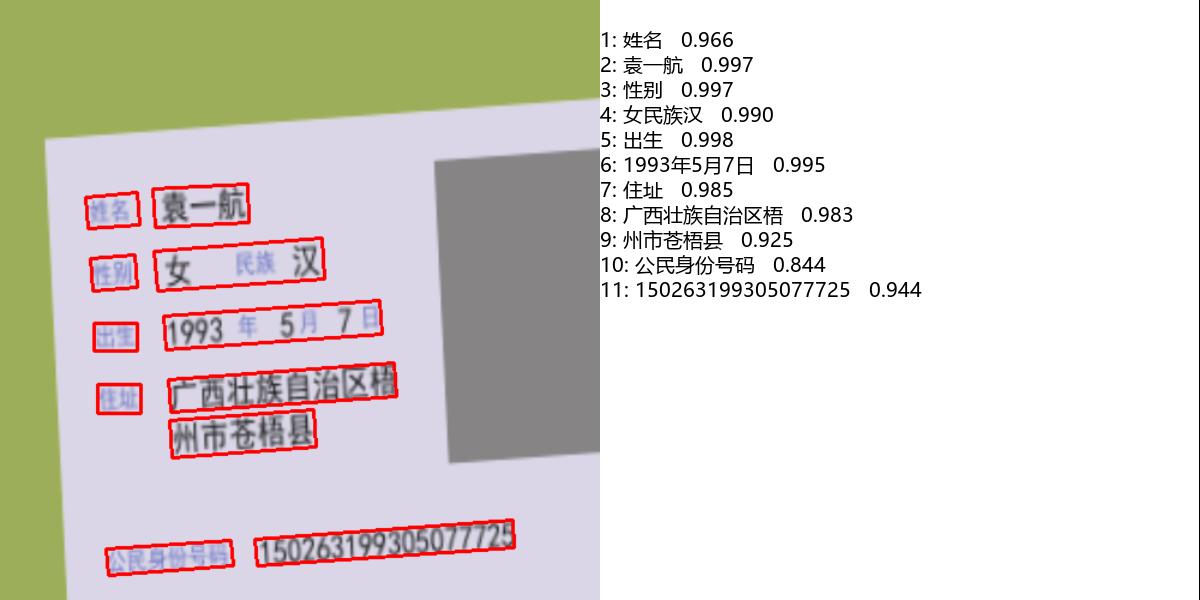 姓名 袁一航
性别 女 民族 汉
出生 1993 年 5 月 7 日
住址 广西壮族自治区梧
州市苍梧县
公民身份号码 150263199305077725
1: 姓名 0.966
2: 袁一航 0.997
3: 性别 0.997
4: 女民族汉 0.990
5: 出生 0.998
6: 1993年5月7日 0.995
7: 住址 0.985
8: 广西壮族自治区梧 0.983
9: 州市苍梧县 0.925
10: 公民身份号码 0.844
11: 150263199305077725 0.944